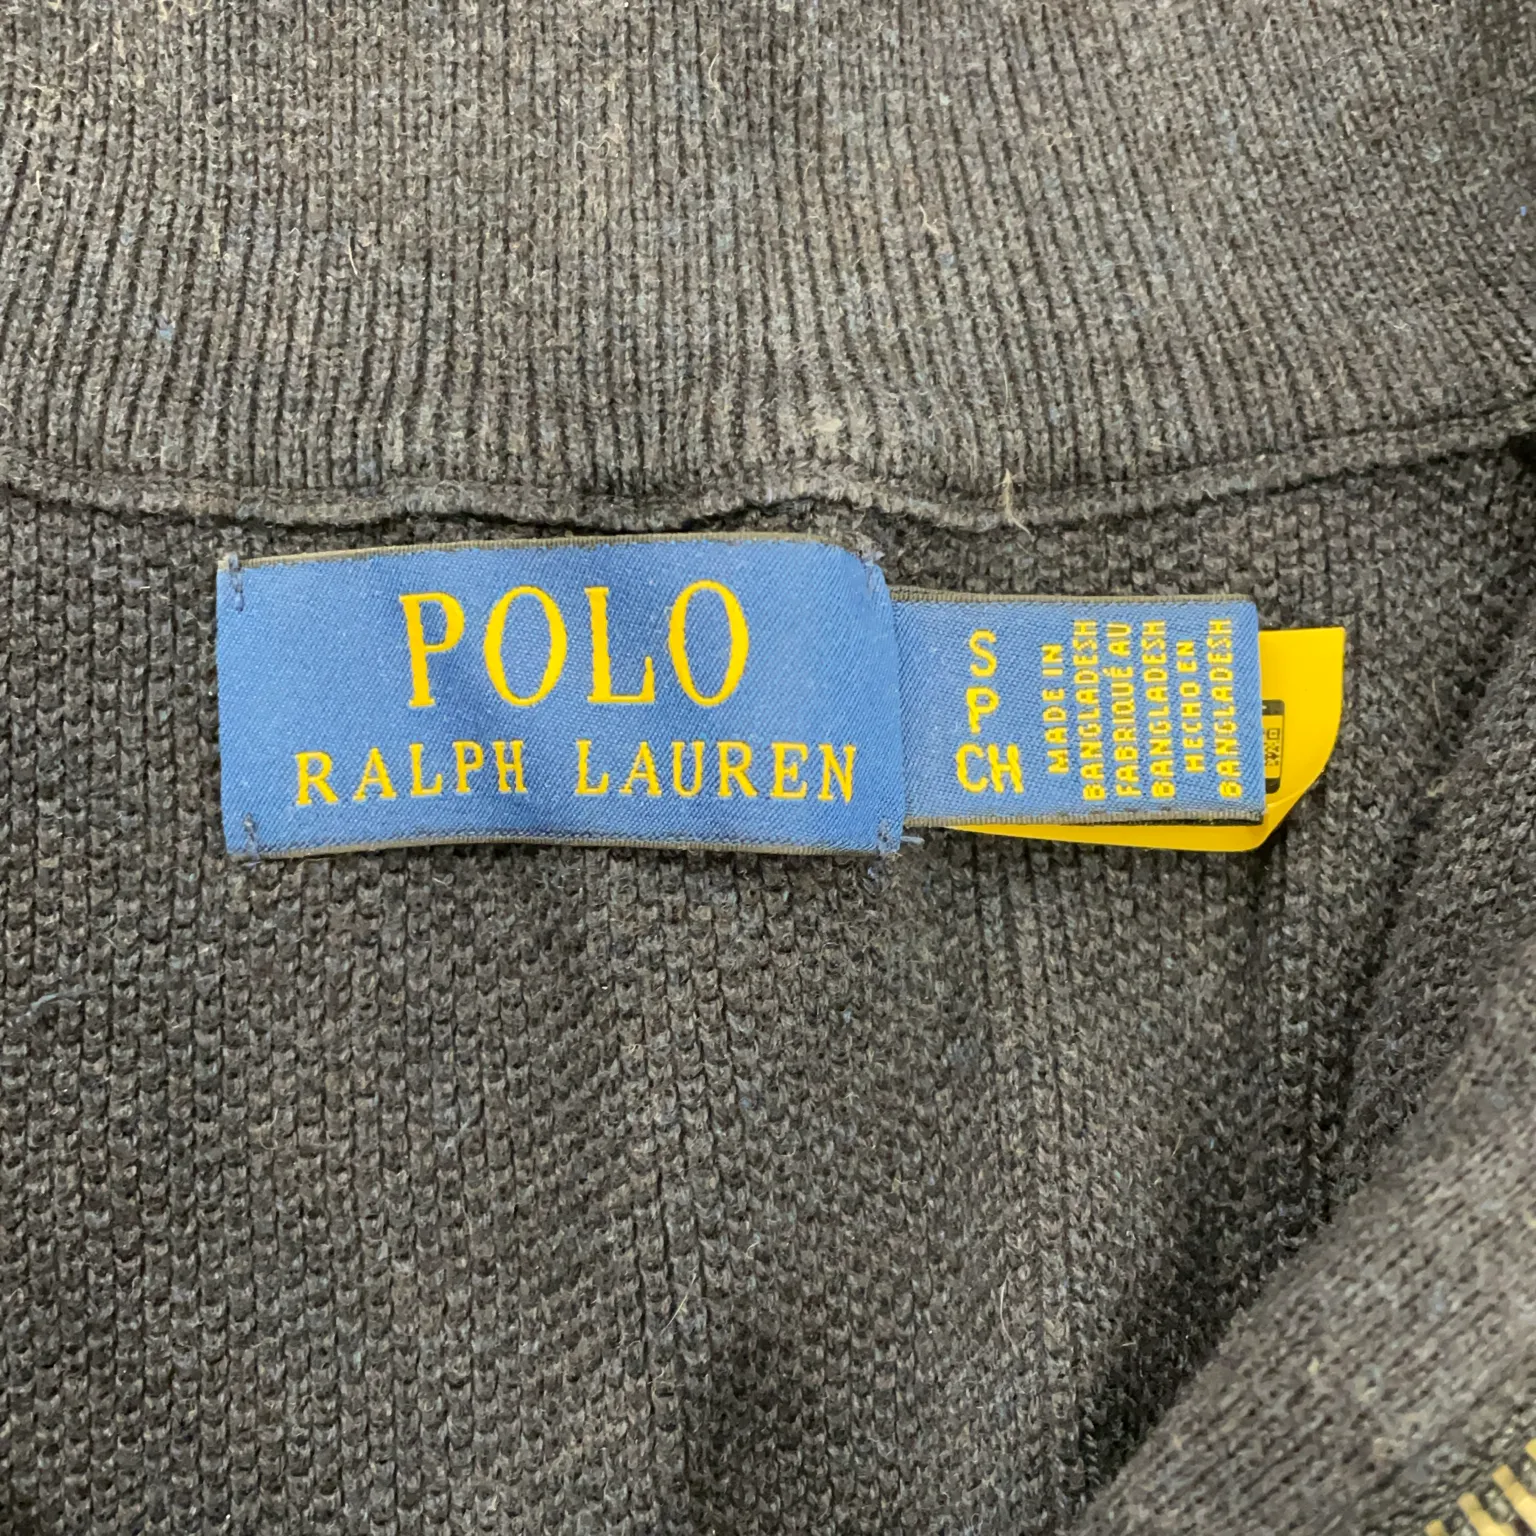 POLO
RALPH LAUREN
S
P
CH
MADE IN
BANGLADESH
FABRIQUÉ AU
BANGLADESH
HECHO EN
BANGLADESH